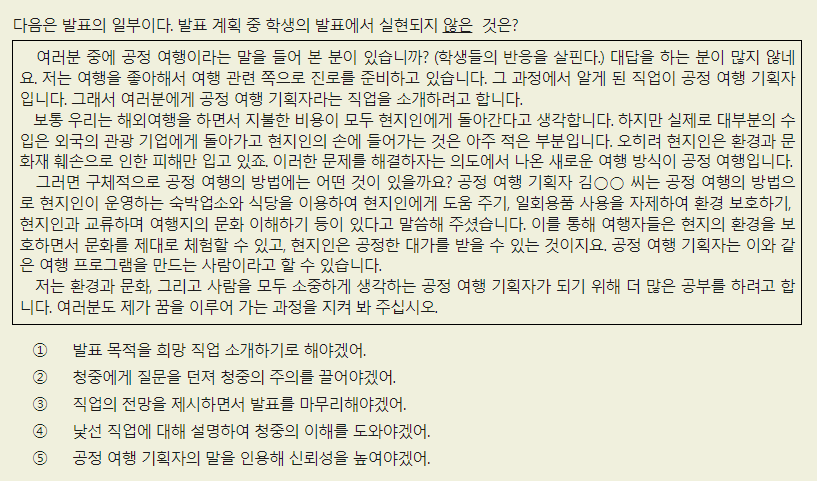 다음은 발표의 일부이다. 발표 계획 중 학생의 발표에서 실현되지 않은 것은?
여러분 중에 공정 여행이라는 말을 들어 본 분이 있습니까? (학생들의 반응을 살핀다.) 대답을 하는 분이 많지 않네
요. 저는 여행을 좋아해서 여행 관련 쪽으로 진로를 준비하고 있습니다. 그 과정에서 알게 된 직업이 공정 여행 기획자
입니다. 그래서 여러분에게 공정 여행 기획자라는 직업을 소개하려고 합니다.
보통 우리는 해외여행을 하면서 지불한 비용이 모두 현지인에게 돌아간다고 생각합니다. 하지만 실제로 대부분의 수
입은 외국의 관광 기업에게 돌아가고 현지인의 손에 들어가는 것은 아주 적은 부분입니다. 오히려 현지인은 환경과 문
화재 훼손으로 인한 피해만 입고 있죠. 이러한 문제를 해결하자는 의도에서 나온 새로운 여행 방식이 공정 여행입니다.
그러면 구체적으로 공정 여행의 방법에는 어떤 것이 있을까요? 공정 여행 기획자 김○○ 씨는 공정 여행의 방법으
로 현지인이 운영하는 숙박업소와 식당을 이용하여 현지인에게 도움 주기, 일회용품 사용을 자제하여 환경 보호하기,
현지인과 교류하며 여행지의 문화 이해하기 등이 있다고 말씀해 주셨습니다. 이를 통해 여행자들은 현지의 환경을 보
호하면서 문화를 제대로 체험할 수 있고, 현지인은 공정한 대가를 받을 수 있는 것이지요. 공정 여행 기획자는 이와 같
은 여행 프로그램을 만드는 사람이라고 할 수 있습니다.
저는 환경과 문화, 그리고 사람을 모두 소중하게 생각하는 공정 여행 기획자가 되기 위해 더 많은 공부를 하려고 합
니다. 여러분도 제가 꿈을 이루어 가는 과정을 지켜 봐 주십시오.
① 발표 목적을 희망 직업 소개하기로 해야겠어.
② 청중에게 질문을 던져 청중의 주의를 끌어야겠어.
③ 직업의 전망을 제시하면서 발표를 마무리해야겠어.
④ 낯선 직업에 대해 설명하여 청중의 이해를 도와야겠어.
⑤ 공정 여행 기획자의 말을 인용해 신뢰성을 높여야겠어.